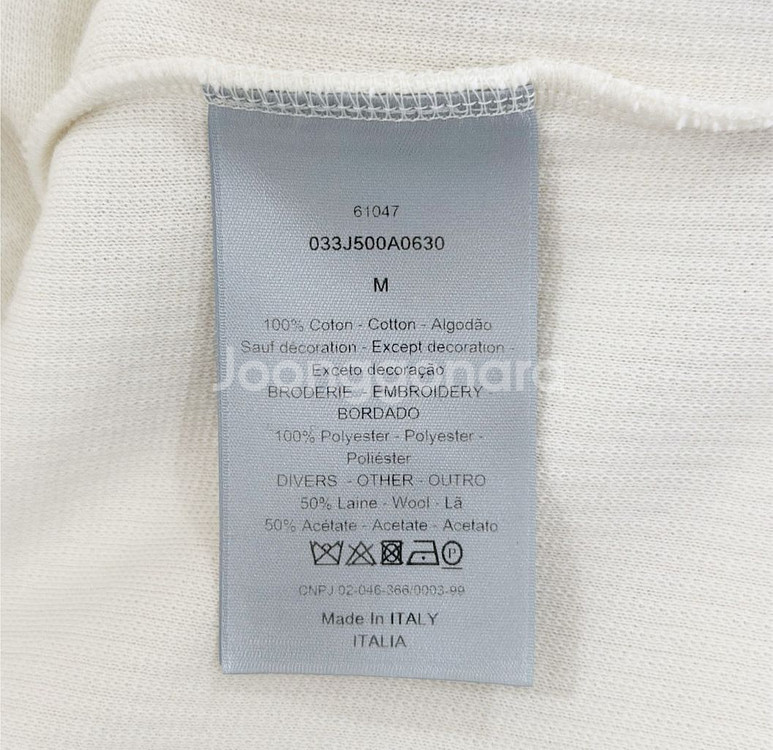 61047
033J500A0630
M
100% Coton - Cotton - Algodão
Sauf décoration - Except decoration -
Exceto decoração
Joonggonara
BRODERIE - EMBROIDERY
BORDADO
100% Polyester - Polyester -
Poliéster
DIVERS - OTHER - OUTRO
50% Laine - Wool - Lã
50% Acétate - Acetate - Acetato
P
CNPJ 02-046-366/0003-99
Made In ITALY
ITALIA